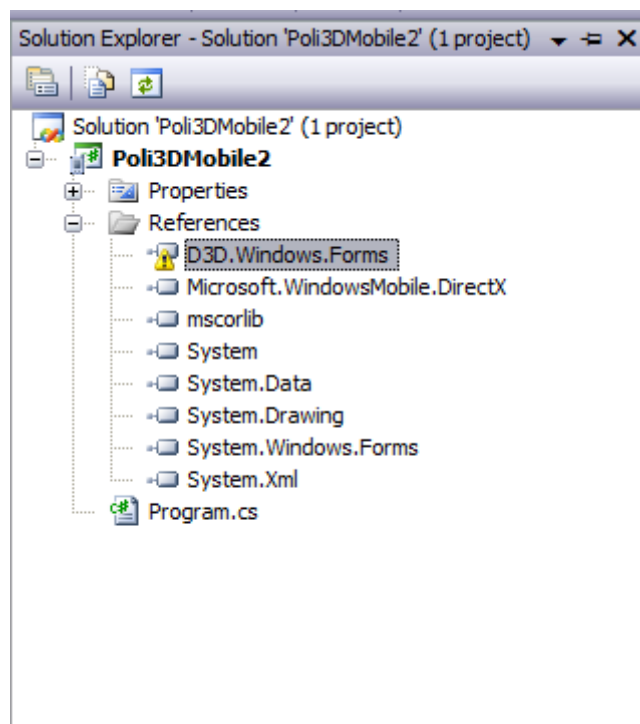 Solution Explorer - Solution 'Poli3DMobile2' (1 project)
Solution 'Poli3DMobile2' (1 project)
Poli3DMobile2
Properties
References
D3D.Windows.Forms
Microsoft.WindowsMobile.DirectX
mscorlib
System
System.Data
System.Drawing
System.Windows.Forms
System.Xml
Program.cs